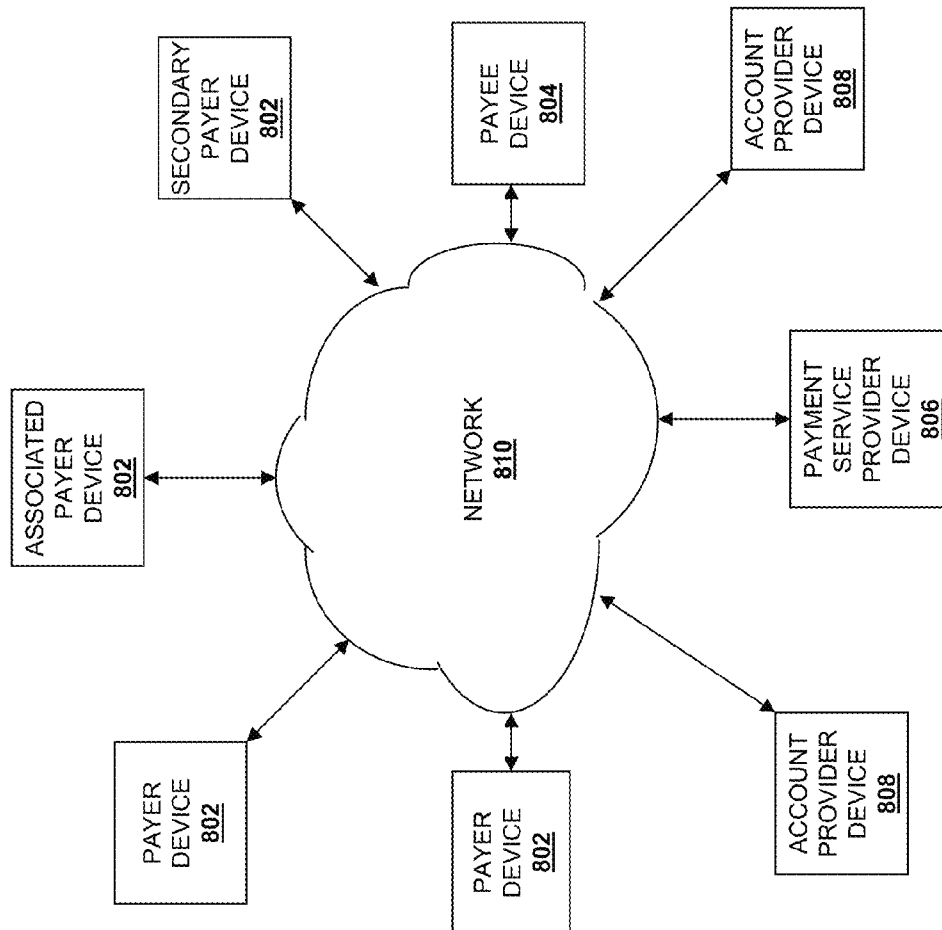 PAYER
DEVICE
802
ASSOCIATED
PAYER
DEVICE
802
SECONDARY
PAYER
DEVICE
802
PAYER
DEVICE
802
NETWORK
810
PAYEE
DEVICE
804
ACCOUNT
PROVIDER
DEVICE
808
PAYMENT
SERVICE
PROVIDER
DEVICE
806
ACCOUNT
PROVIDER
DEVICE
808